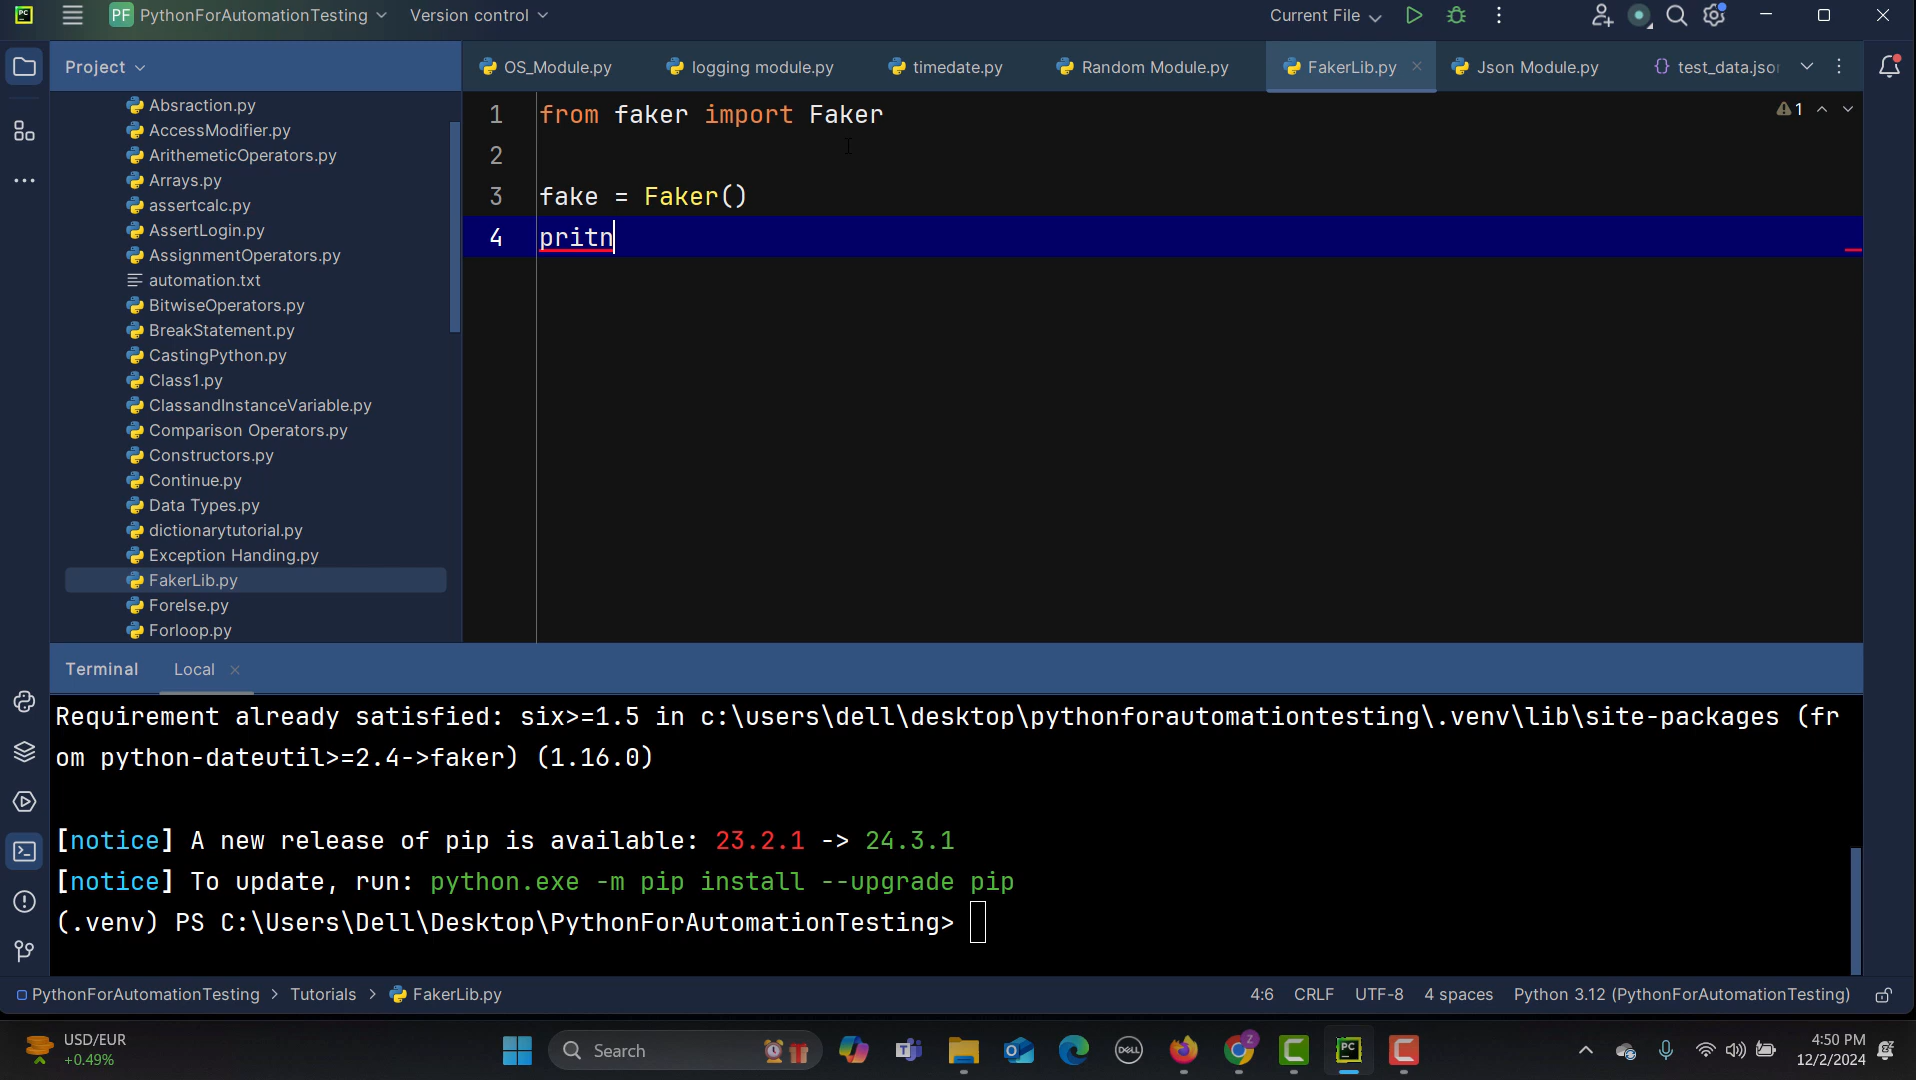 PC
PF PythonForAutomationTesting Version control Current File
Project
OS_Module.py logging module.py timedate.py Random Module.py FakerLib.py Json Module.py test_data.jso
Absraction.py
AccessModifier.py
ArithemeticOperators.py
Arrays.py
assertcalc.py
AssertLogin.py
AssignmentOperators.py
automation.txt
BitwiseOperators.py
BreakStatement.py
CastingPython.py
Class1.py
ClassandInstanceVariable.py
Comparison Operators.py
Constructors.py
Continue.py
Data Types.py
dictionarytutorial.py
Exception Handing.py
FakerLib.py
Forelse.py
Forloop.py
1 from faker import Faker
2
3 fake = Faker()
4 pritn
1
Terminal Local
Requirement already satisfied: six>=1.5 in c:\users\dell\desktop\pythonforautomationtesting\.venv\lib\site-packages (fr
om python-dateutil>=2.4->faker) (1.16.0)
[notice] A new release of pip is available: 23.2.1 -> 24.3.1
[notice] To update, run: python.exe -m pip install --upgrade pip
(.venv) PS C:\Users\Dell\Desktop\PythonForAutomationTesting>
PythonForAutomationTesting > Tutorials > FakerLib.py 4:6 CRLF UTF-8 4 spaces Python 3.12 (PythonForAutomationTesting)
USD/EUR
+0.49%
Search
DELL
Z
PC
4:50 PM
12/2/2024